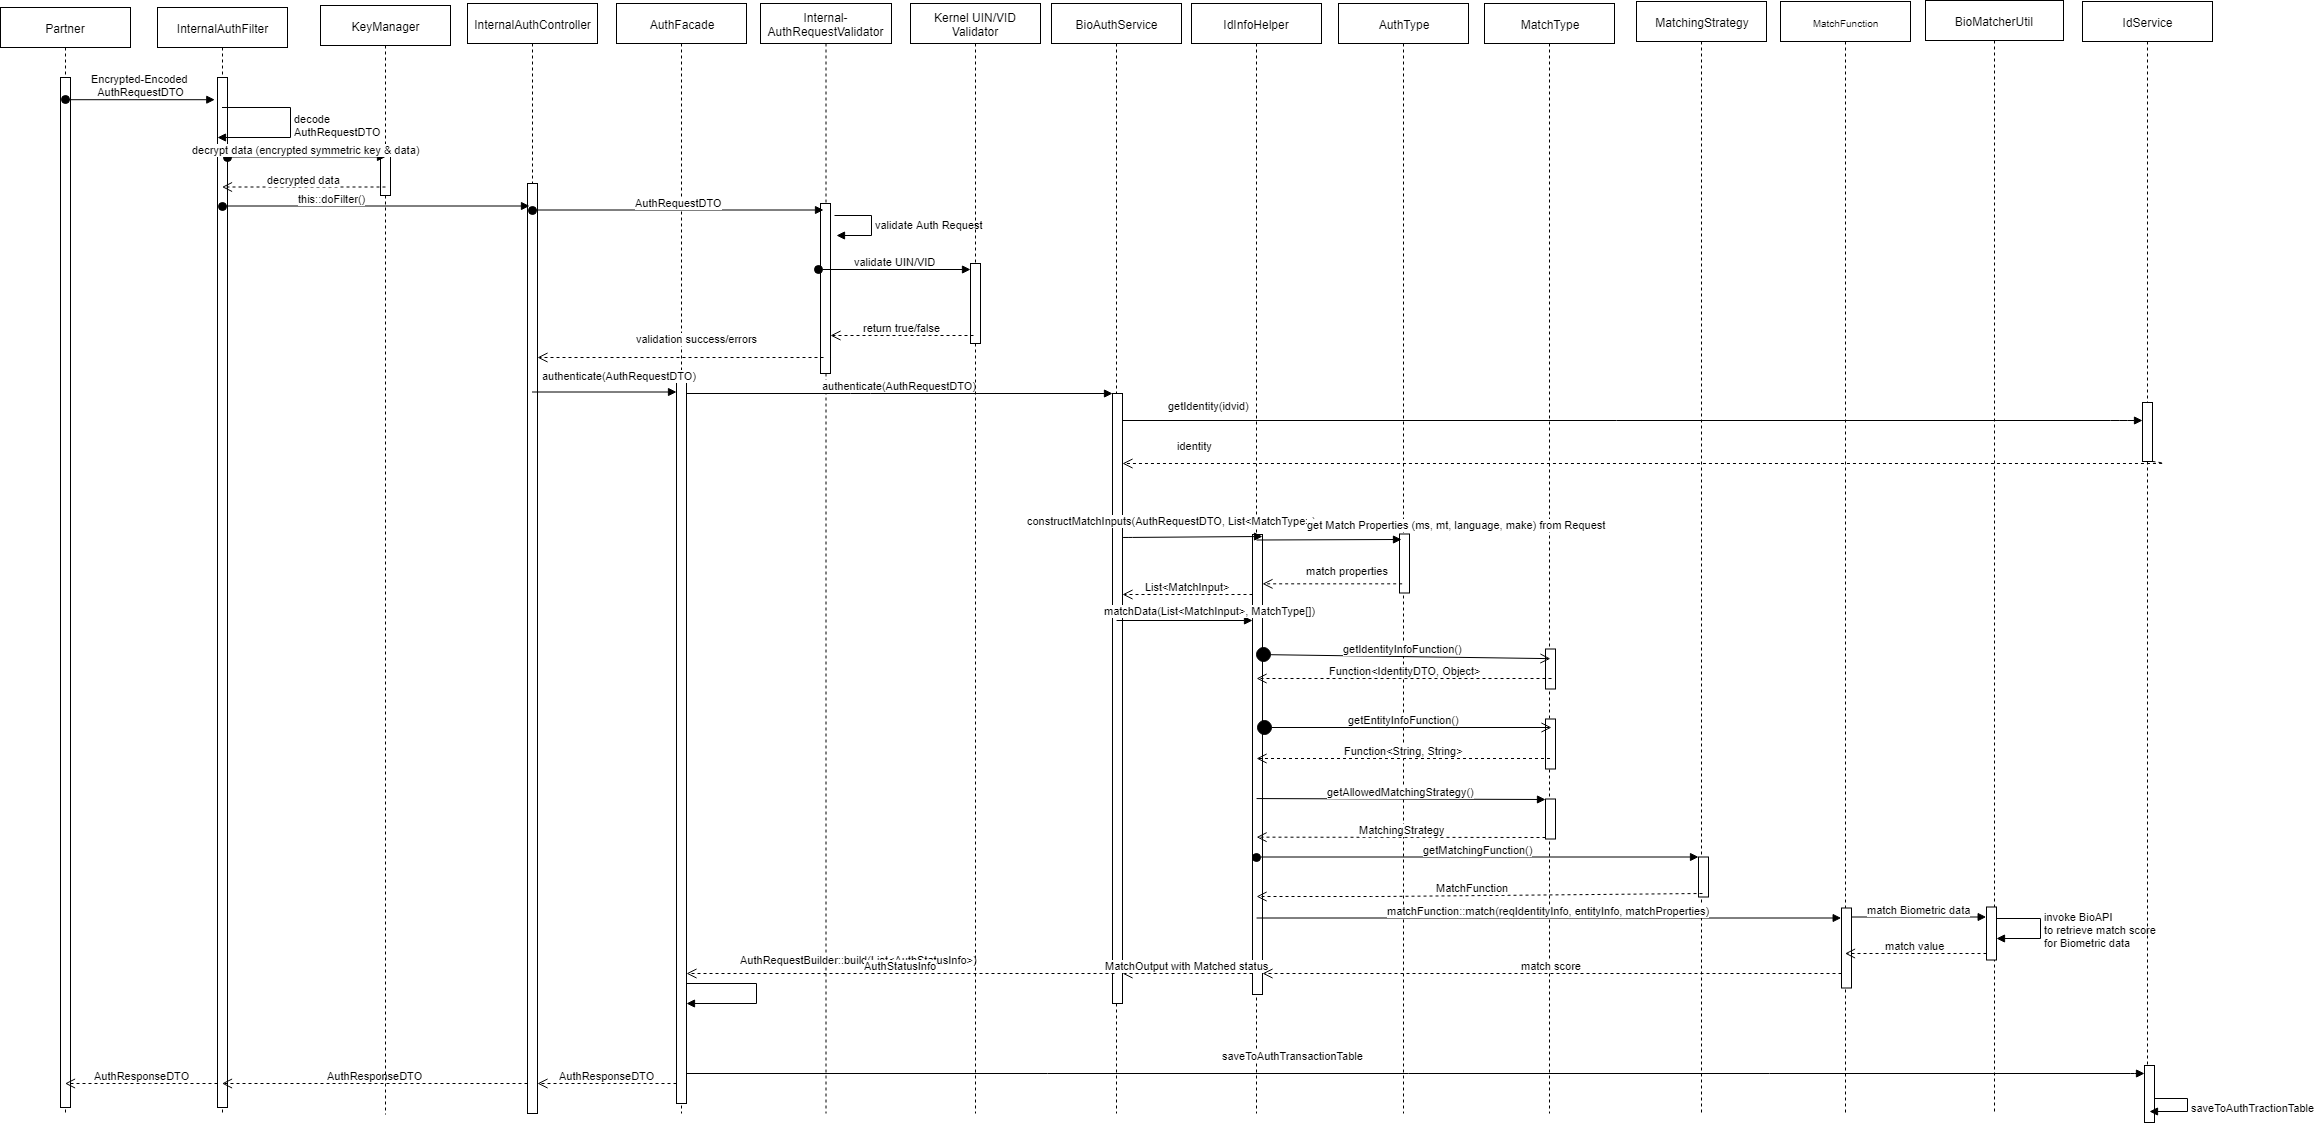 Partner
InternalAuthFilter
KeyManager
InternalAuthController
AuthFacade
Internal-
AuthRequestValidator
Kernel UIN/VID
Validator
BioAuthService
IdInfoHelper
AuthType
MatchType
MatchingStrategy
MatchFunction
BioMatcherUtil
IdService
Encrypted-Encoded
AuthRequestDTO
decode
AuthRequestDTO
decrypt data (encrypted symmetric key & data)
decrypted data
this::doFilter()
AuthRequestDTO
validate Auth Request
validate UIN/VID
return true/false
validation success/errors
authenticate(AuthRequestDTO)
authenticate(AuthRequestDTO)
getIdentity(idvid)
identity
constructMatchInputs(AuthRequestDTO, List<MatchType
get Match Properties (ms, mt, language, make) from Request
match properties
List<MatchInput>
matchData(List<MatchInput>, MatchType[])
getIdentityInfoFunction()
Function<IdentityDTO, Object>
getEntityInfoFunction()
Function<String, String>
getAllowedMatchingStrategy()
MatchingStrategy
getMatchingFunction()
MatchFunction
matchFunction::match(reqIdentityInfo, entityInfo, matchProperties)
match Biometric data
invoke BioAPI
to retrieve match score
for Biometric data
match value
AuthRequestBuilder::build(List<AuthStatusInfo>)
AuthStatusInfo
MatchOutput with Matched status
match score
saveToAuthTransactionTable
AuthResponseDTO
AuthResponseDTO
AuthResponseDTO
saveToAuthTractionTable